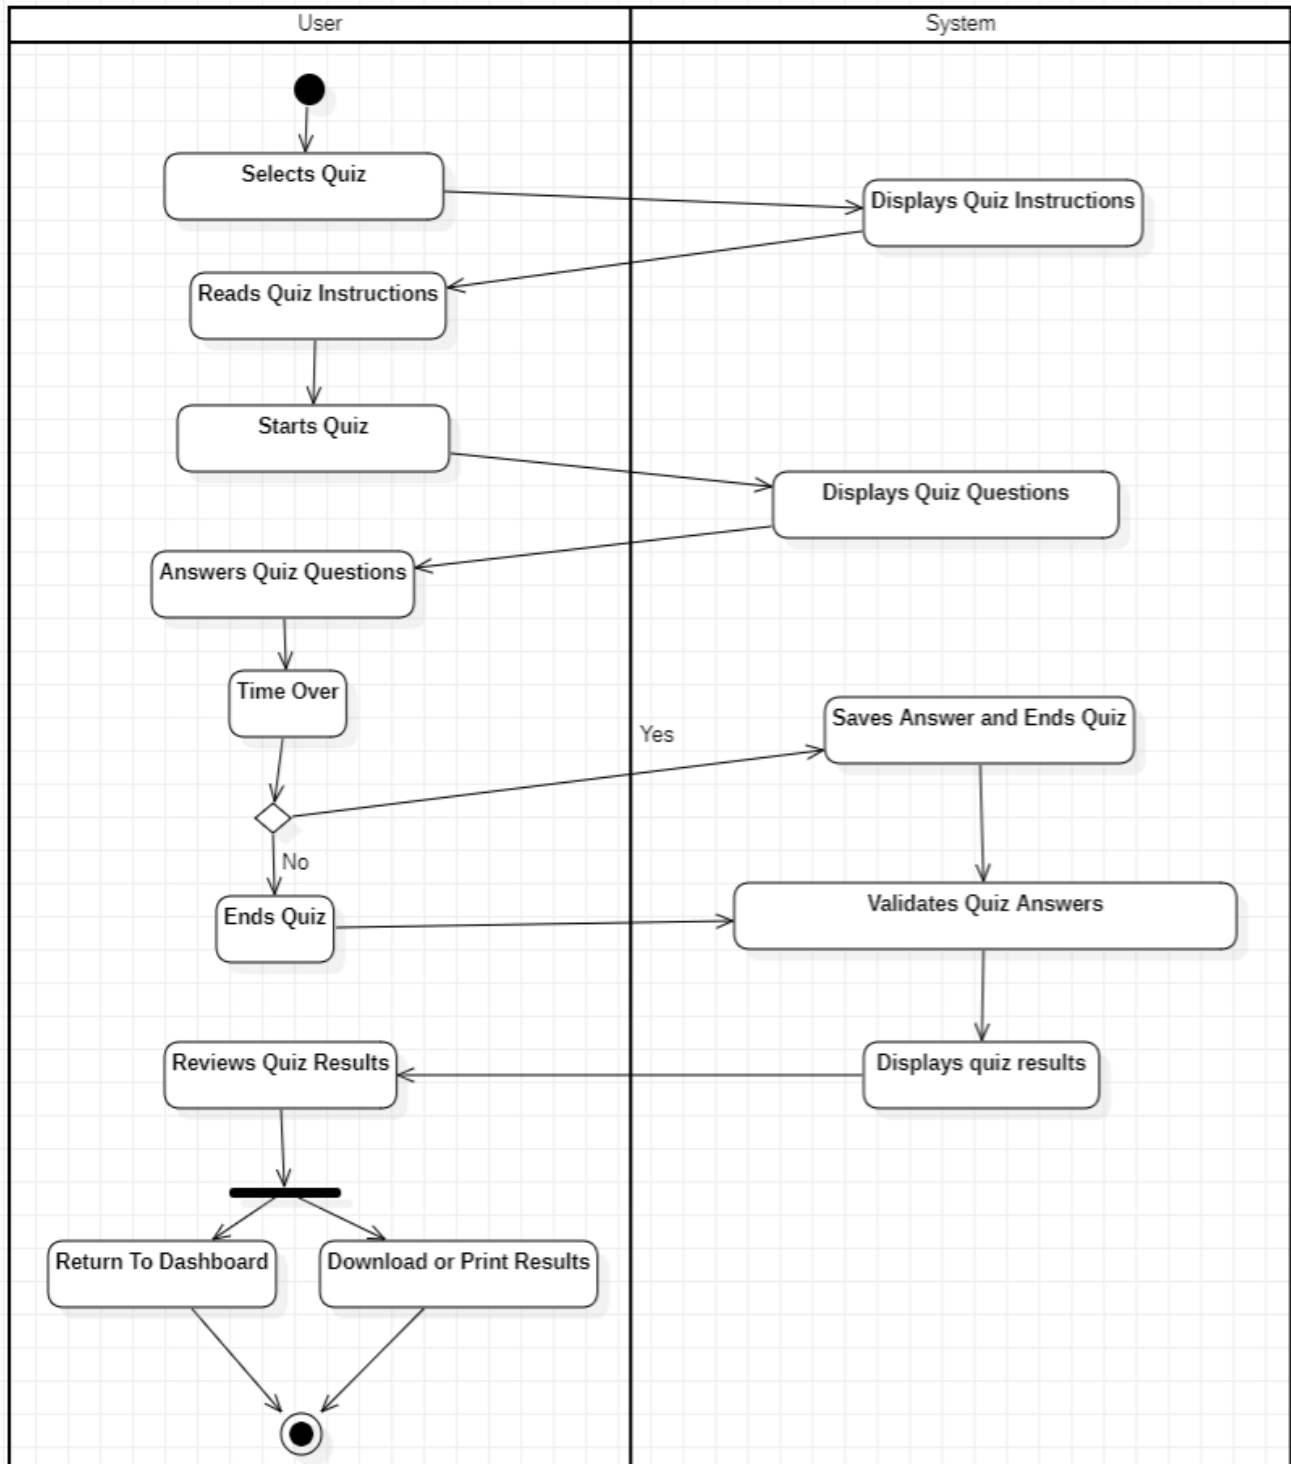 User
System
Selects Quiz
Displays Quiz Instructions
Reads Quiz Instructions
Starts Quiz
Displays Quiz Questions
Answers Quiz Questions
Time Over
Saves Answer and Ends Quiz
Yes
No
Ends Quiz
Validates Quiz Answers
Reviews Quiz Results
Displays quiz results
Return To Dashboard
Download or Print Results